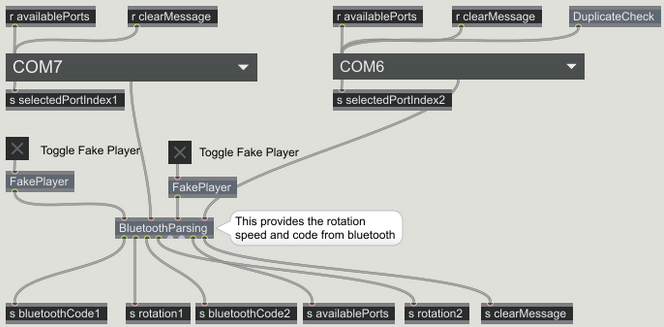 r availablePorts
r clearMessage
r availablePorts
r clearMessage
DuplicateCheck
COM7
COM6
s selectedPortIndex1
s selectedPortIndex2
Toggle Fake Player
Toggle Fake Player
FakePlayer
FakePlayer
BluetoothParsing
This provides the rotation
speed and code from bluetooth
s bluetoothCode1
s rotation1
s bluetoothCode2
s availablePorts
s rotation2
s clearMessage